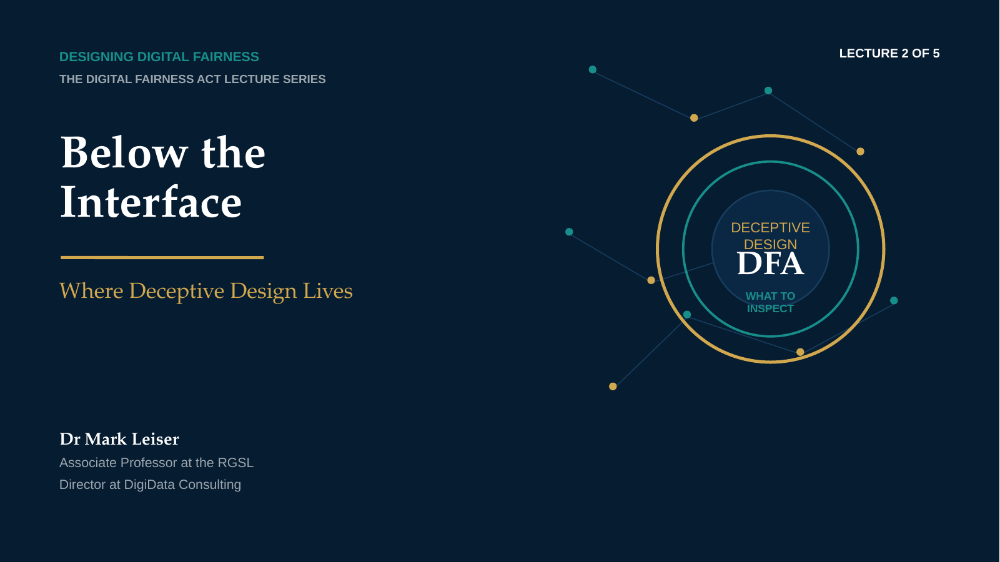 DESIGNING DIGITAL FAIRNESS
THE DIGITAL FAIRNESS ACT LECTURE SERIES
LECTURE 2 OF 5
Below the
Interface
Where Deceptive Design Lives
DECEPTIVE
DESIGN
DFA
WHAT TO
INSPECT
Dr Mark Leiser
Associate Professor at the RGSL
Director at DigiData Consulting